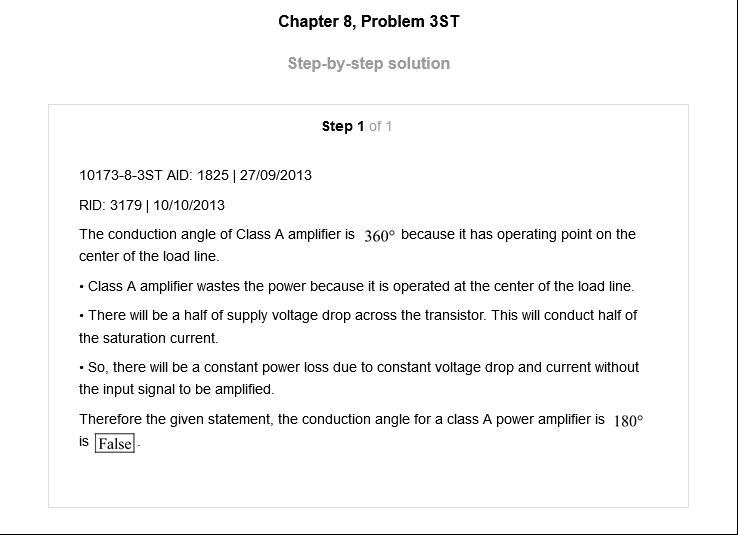 Chapter 8, Problem 3ST
Step-by-step solution
Step 1 of 1
10173-8-3ST AID: 1825 | 27/09/2013
RID: 3179 | 10/10/2013
The conduction angle of Class A amplifier is 360° because it has operating point on the
center of the load line.
• Class A amplifier wastes the power because it is operated at the center of the load line.
• There will be a half of supply voltage drop across the transistor. This will conduct half of
the saturation current.
• So, there will be a constant power loss due to constant voltage drop and current without
the input signal to be amplified.
Therefore the given statement, the conduction angle for a class A power amplifier is 180°
is False.